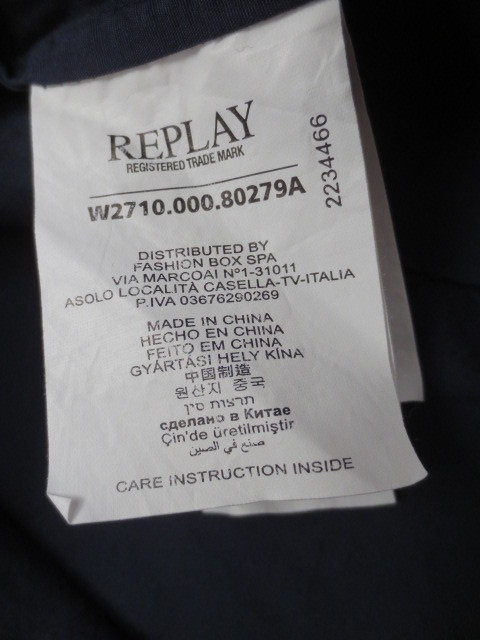 REPLAY
REGISTERED TRADE MARK
W2710.000.80279A
2234466
DISTRIBUTED BY
FASHION BOX SPA
VIA MARCOAI Nº1-31011
ASOLO LOCALITÀ CASELLA-TV-ITALIA
P.IVA 03676290269
MADE IN CHINA
HECHO EN CHINA
FEITO EM CHINA
GYÁRTÁSI HELY KÍNA
中國制造
원산지 중국
תוצרת סין
сделано в Китае
Çin'de üretilmiştir
صنع في الصين
CARE INSTRUCTION INSIDE